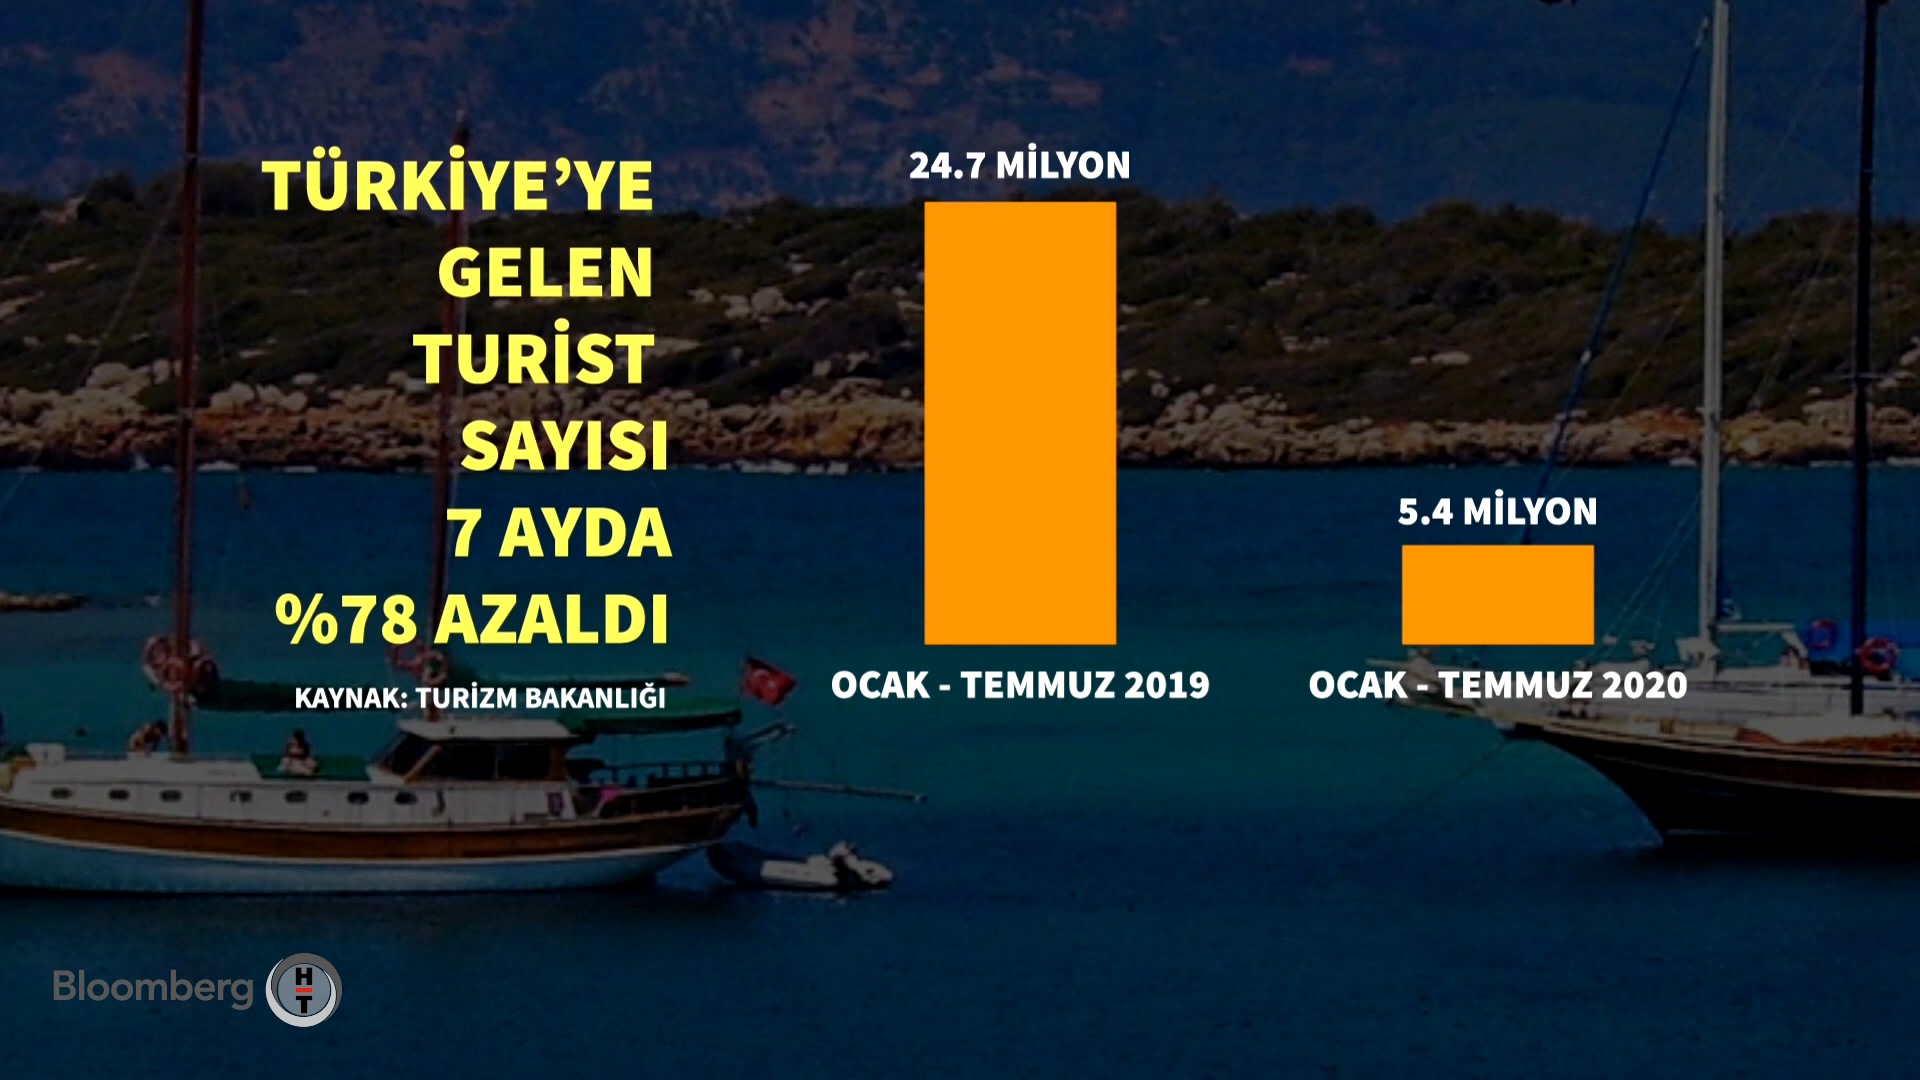 TÜRKİYE’YE
GELEN
TURİST
SAYISI
7 AYDA
%78 AZALDI
KAYNAK: TURİZM BAKANLIĞI
24.7 MİLYON
OCAK - TEMMUZ 2019
5.4 MİLYON
OCAK - TEMMUZ 2020
Bloomberg HT